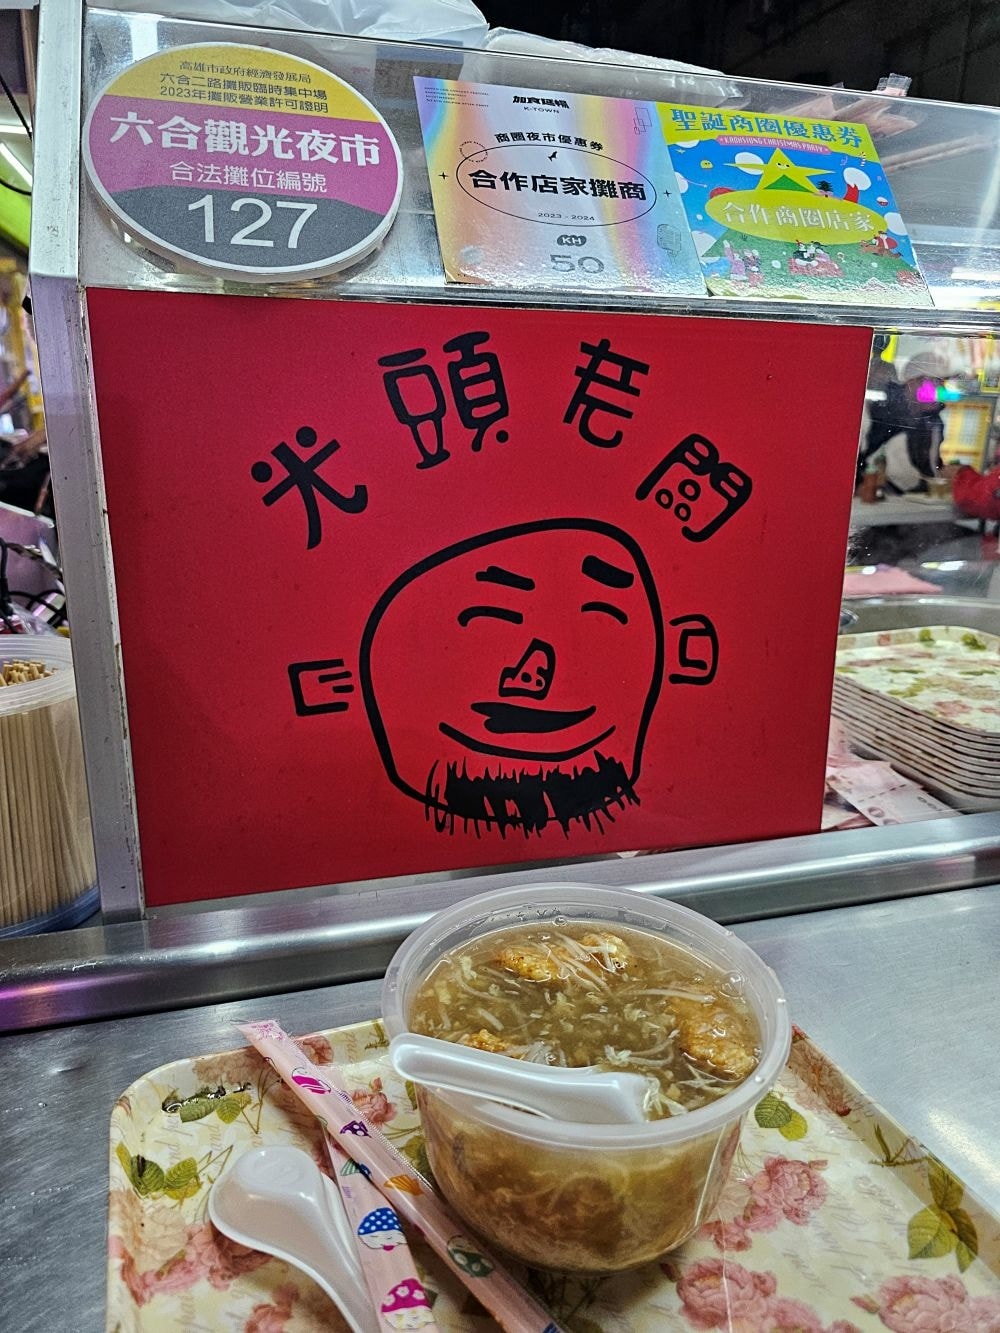 高雄市政府經濟發展局
六合二路攤販臨時集中場
2023年攤販營業許可證明
六合觀光夜市
合法攤位編號
127
加良臣暢
K-TOWN
商圈夜市優惠券
合作店家攤商
2023 - 2024
KH
50
聖誕商圈優惠券
KAOHSIUNG CHRISTMAS PARTY
合作商圈店家
光頭老闆